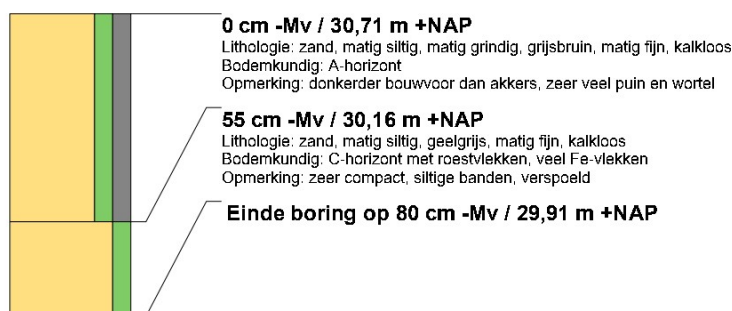 0 cm -Mv / 30,71 m +NAP
Lithologie: zand, matig siltig, matig grindig, grijsbruin, matig fijn, kalkloos
Bodemkundig: A-horizont
Opmerking: donkerder bouwvoor dan akkers, zeer veel puin en wortel
55 cm -Mv / 30,16 m +NAP
Lithologie: zand, matig siltig, geelgrijs, matig fijn, kalkloos
Bodemkundig: C-horizont met roestvlekken, veel Fe-vlekken
Opmerking: zeer compact, siltige banden, verspoeld
Einde boring op 80 cm -Mv / 29,91 m +NAP